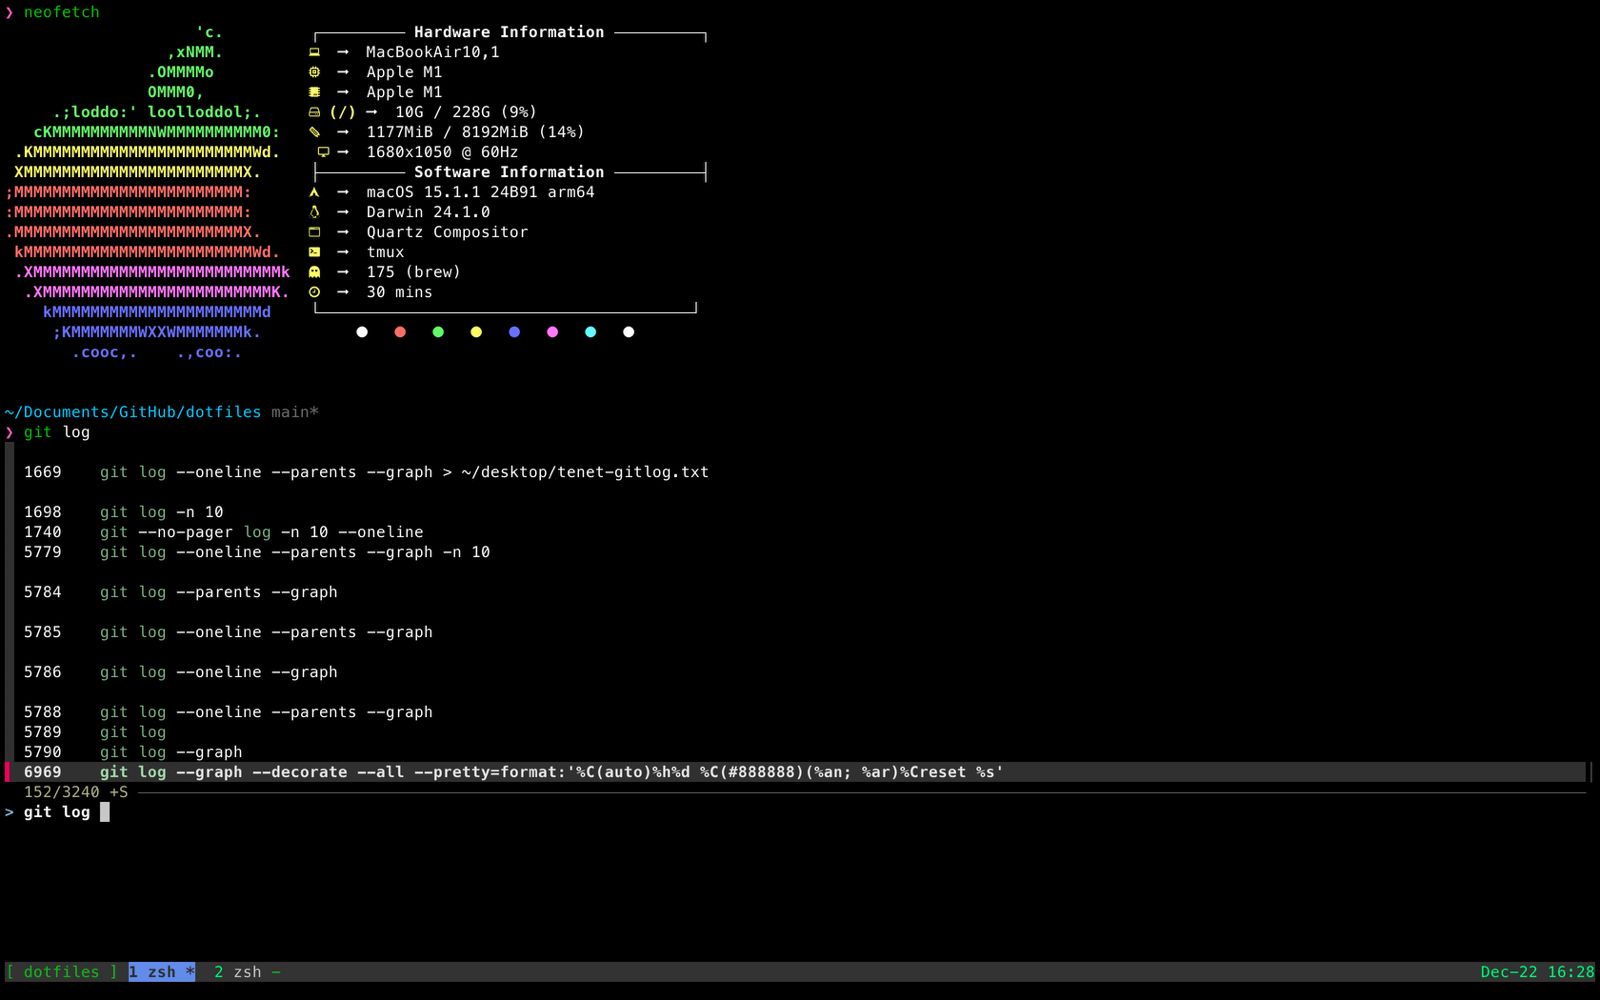 ❯ neofetch
'c.
,xNMM.
.OMMMMo
OMMM0,
.;loddo:' loolloddol;.
cKMMMMMMMMMMNWMMMMMMMMMM0:
.KMMMMMMMMMMMMMMMMMMMMMMMWd.
XMMMMMMMMMMMMMMMMMMMMMMMX.
;MMMMMMMMMMMMMMMMMMMMMMMM:
:MMMMMMMMMMMMMMMMMMMMMMMM:
.MMMMMMMMMMMMMMMMMMMMMMMMX.
kMMMMMMMMMMMMMMMMMMMMMMMMWd.
.XMMMMMMMMMMMMMMMMMMMMMMMMMMk
.XMMMMMMMMMMMMMMMMMMMMMMMMK.
kMMMMMMMMMMMMMMMMMMMMMMd
;KMMMMMMMWXXWMMMMMMMk.
.cooc,.    .,coo:.
Hardware Information
→ MacBookAir10,1
→ Apple M1
→ Apple M1
(/) → 10G / 228G (9%)
→ 1177MiB / 8192MiB (14%)
→ 1680x1050 @ 60Hz
Software Information
→ macOS 15.1.1 24B91 arm64
→ Darwin 24.1.0
→ Quartz Compositor
→ tmux
→ 175 (brew)
→ 30 mins
~/Documents/GitHub/dotfiles main*
❯ git log
1669 git log --oneline --parents --graph > ~/desktop/tenet-gitlog.txt
1698 git log -n 10
1740 git --no-pager log -n 10 --oneline
5779 git log --oneline --parents --graph -n 10
5784 git log --parents --graph
5785 git log --oneline --parents --graph
5786 git log --oneline --graph
5788 git log --oneline --parents --graph
5789 git log
5790 git log --graph
6969 git log --graph --decorate --all --pretty=format:'%C(auto)%h%d %C(#888888)(%an; %ar)%Creset %s'
152/3240 +S
> git log
[ dotfiles ] 1 zsh * 2 zsh - Dec-22 16:28